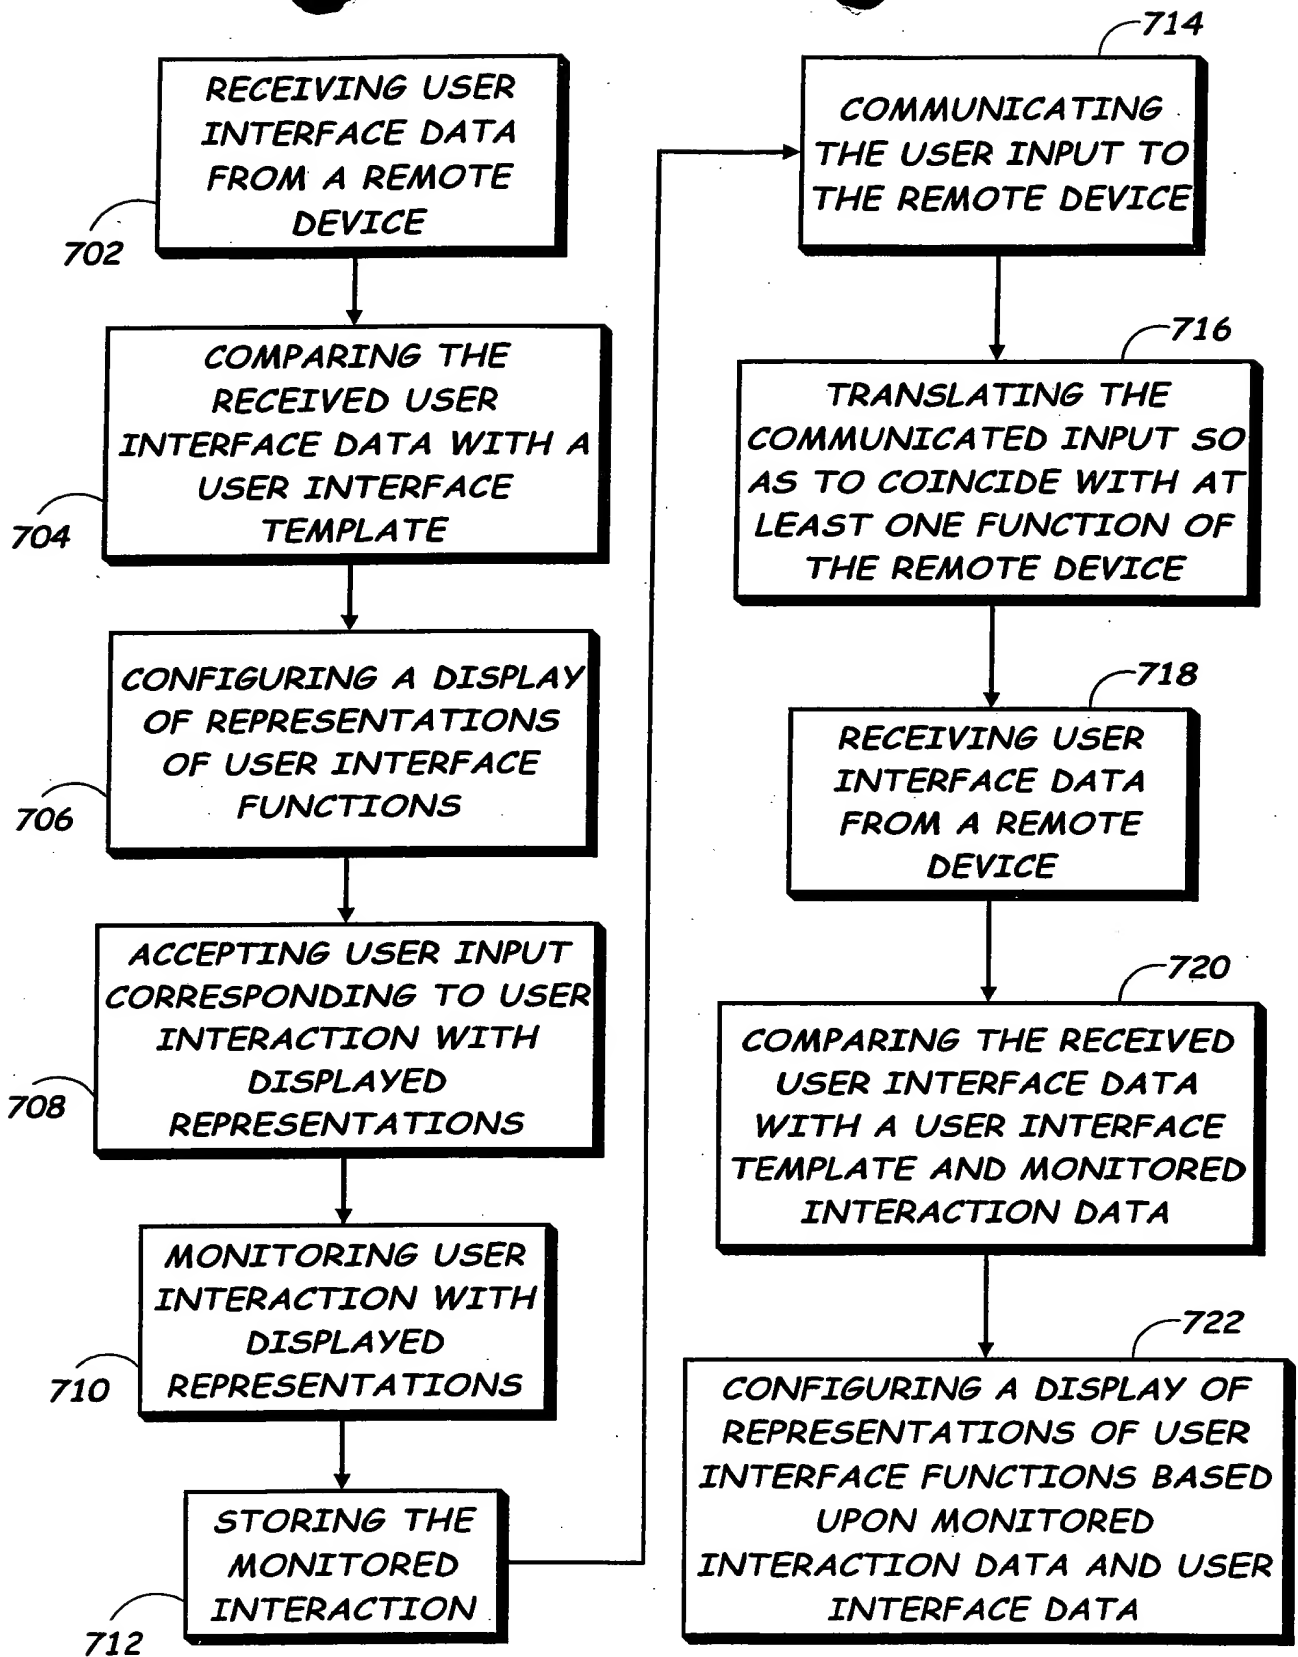 RECEIVING USER
INTERFACE DATA
FROM A REMOTE
DEVICE
702
COMPARING THE
RECEIVED USER
INTERFACE DATA WITH A
USER INTERFACE
TEMPLATE
704
CONFIGURING A DISPLAY
OF REPRESENTATIONS
OF USER INTERFACE
FUNCTIONS
706
ACCEPTING USER INPUT
CORRESPONDING TO USER
INTERACTION WITH
DISPLAYED
REPRESENTATIONS
708
MONITORING USER
INTERACTION WITH
DISPLAYED
REPRESENTATIONS
710
STORING THE
MONITORED
INTERACTION
712
714
COMMUNICATING
THE USER INPUT TO
THE REMOTE DEVICE
716
TRANSLATING THE
COMMUNICATED INPUT SO
AS TO COINCIDE WITH AT
LEAST ONE FUNCTION OF
THE REMOTE DEVICE
718
RECEIVING USER
INTERFACE DATA
FROM A REMOTE
DEVICE
720
COMPARING THE RECEIVED
USER INTERFACE DATA
WITH A USER INTERFACE
TEMPLATE AND MONITORED
INTERACTION DATA
722
CONFIGURING A DISPLAY OF
REPRESENTATIONS OF USER
INTERFACE FUNCTIONS BASED
UPON MONITORED
INTERACTION DATA AND USER
INTERFACE DATA